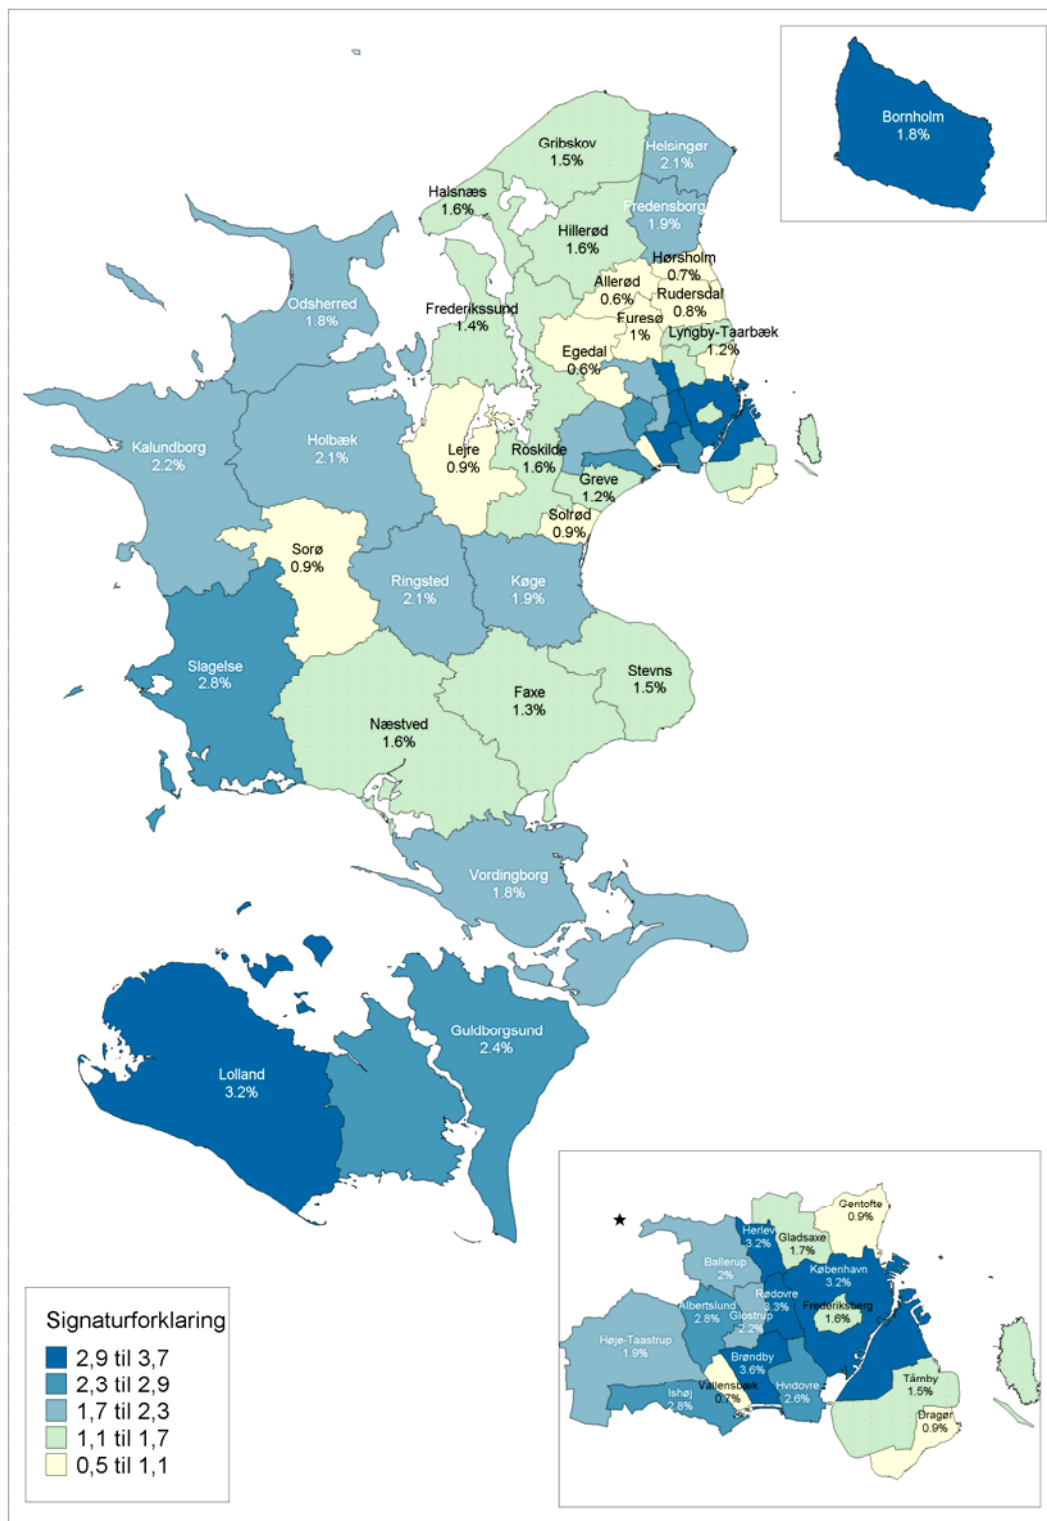 Bornholm
1.8%
Gribskov
1.5%
Helsingør
2.1%
Halsnæs
1.6%
Fredensborg
1.9%
Hillerød
1.6%
Hørsholm
0.7%
Allerød
0.6%
Rudersdal
0.8%
Odsherred
1.8%
Frederikssund
1.4%
Furesø
1%
Lyngby-Taarbæk
1.2%
Egedal
0.6%
Kalundborg
2.2%
Holbæk
2.1%
Lejre
0.9%
Roskilde
1.6%
Greve
1.2%
Solrød
0.9%
Sorø
0.9%
Ringsted
2.1%
Køge
1.9%
Slagelse
2.8%
Stevns
1.5%
Faxe
1.3%
Næstved
1.6%
Vordingborg
1.8%
Guldborgsund
2.4%
Lolland
3.2%
Gentofte
0.9%
Herlev
3.2%
Gladsaxe
1.7%
Ballerup
2%
København
3.2%
Rødovre
3.3%
Albertslund
2.8%
Glostrup
2.2%
Frederiksberg
1.6%
Høje-Taastrup
1.9%
Brøndby
3.6%
Vallensbæk
0.7%
Ishøj
2.8%
Hvidovre
2.6%
Tårnby
1.5%
Dragør
0.9%
Signaturforklaring
2,9 til 3,7
2,3 til 2,9
1,7 til 2,3
1,1 til 1,7
0,5 til 1,1